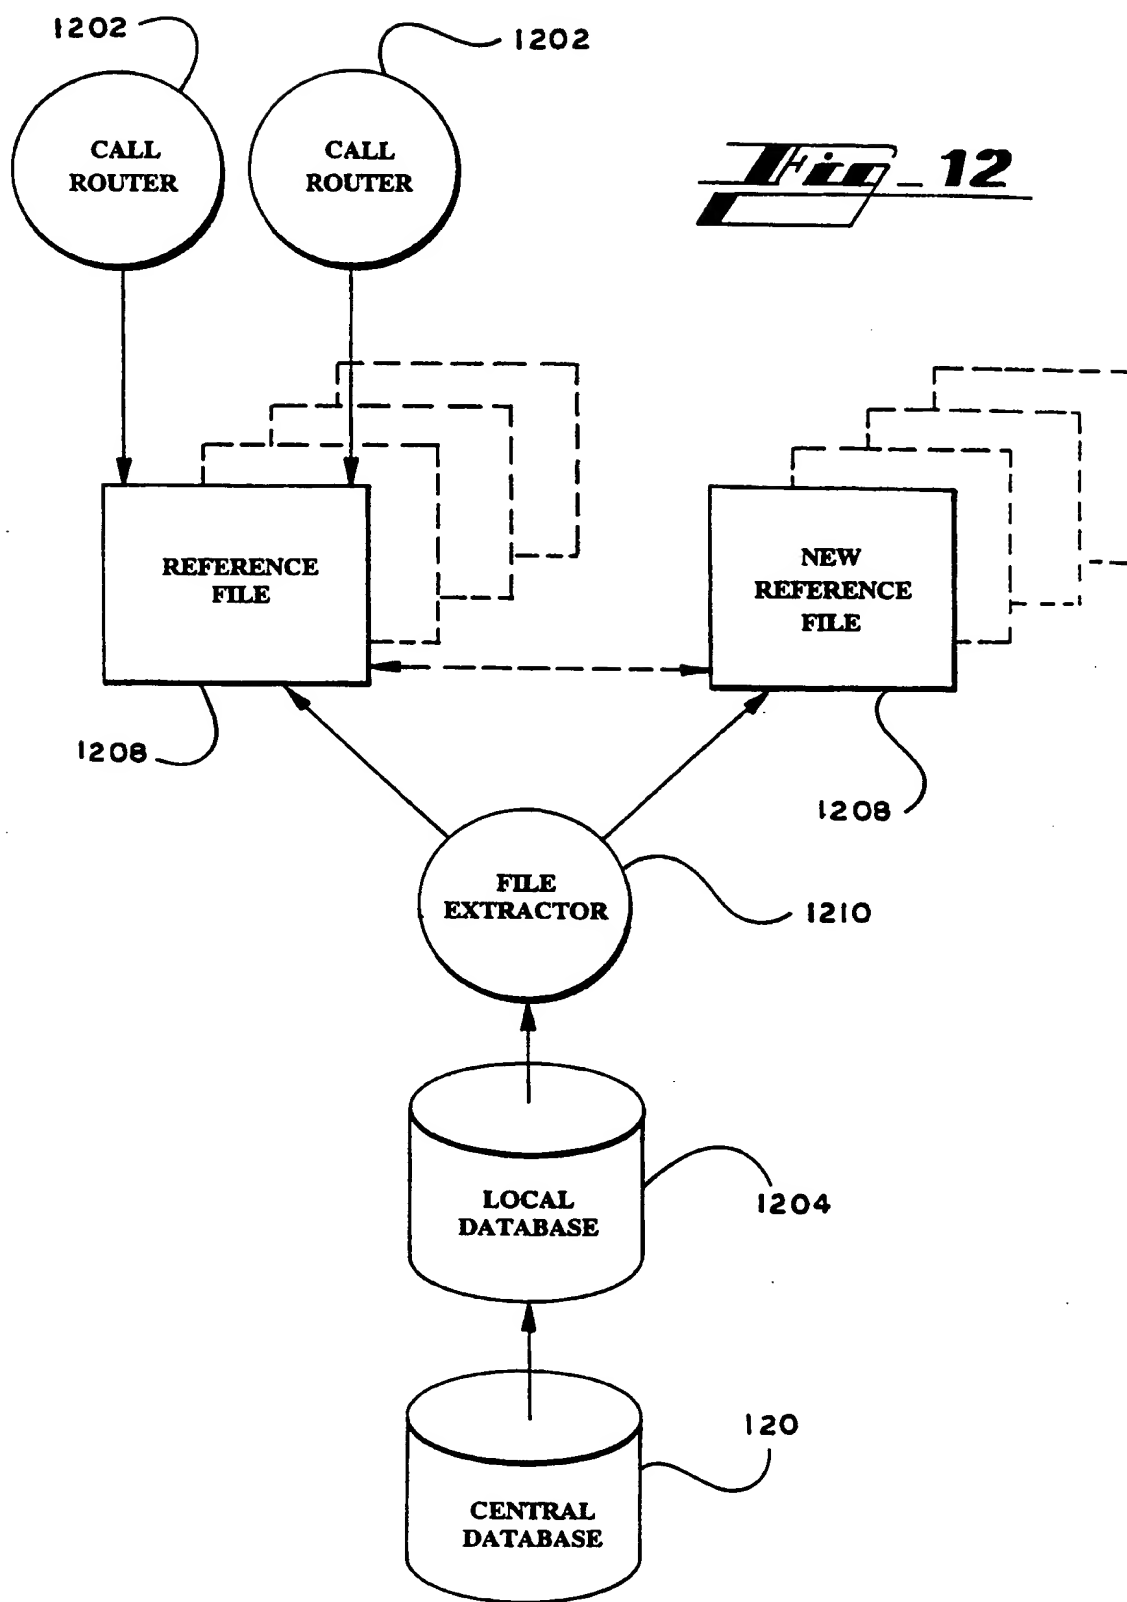 1202
1202
CALL
ROUTER
CALL
ROUTER
Fig_12
REFERENCE
FILE
NEW
REFERENCE
FILE
1208
1208
FILE
EXTRACTOR
1210
LOCAL
DATABASE
1204
120
CENTRAL
DATABASE